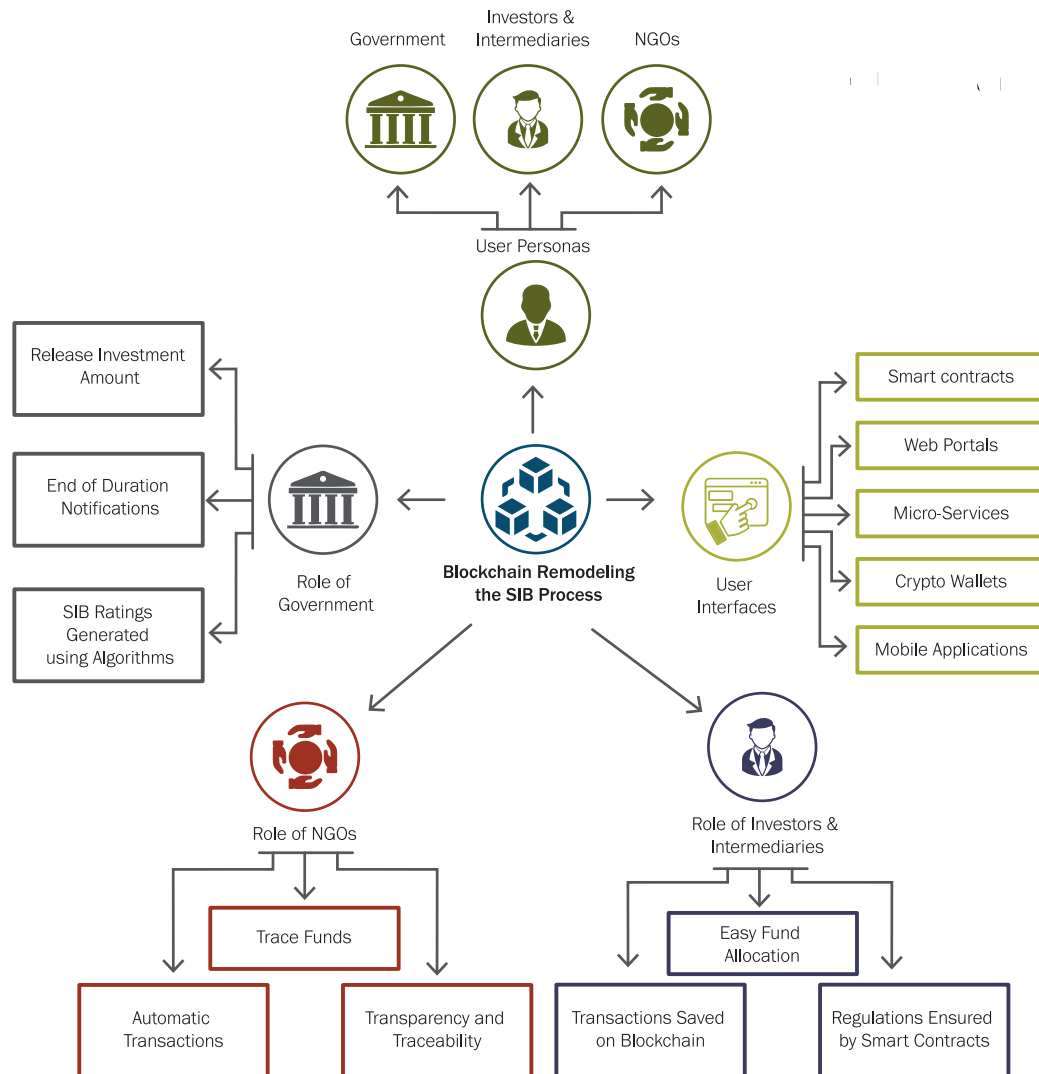 Government
Investors &
Intermediaries
NGOs
User Personas
Release Investment
Amount
End of Duration
Notifications
SIB Ratings
Generated
using Algorithms
Role of
Government
Blockchain Remodeling
the SIB Process
User
Interfaces
Smart contracts
Web Portals
Micro-Services
Crypto Wallets
Mobile Applications
Role of NGOs
Trace Funds
Automatic
Transactions
Transparency and
Traceability
Role of Investors &
Intermediaries
Easy Fund
Allocation
Transactions Saved
on Blockchain
Regulations Ensured
by Smart Contracts